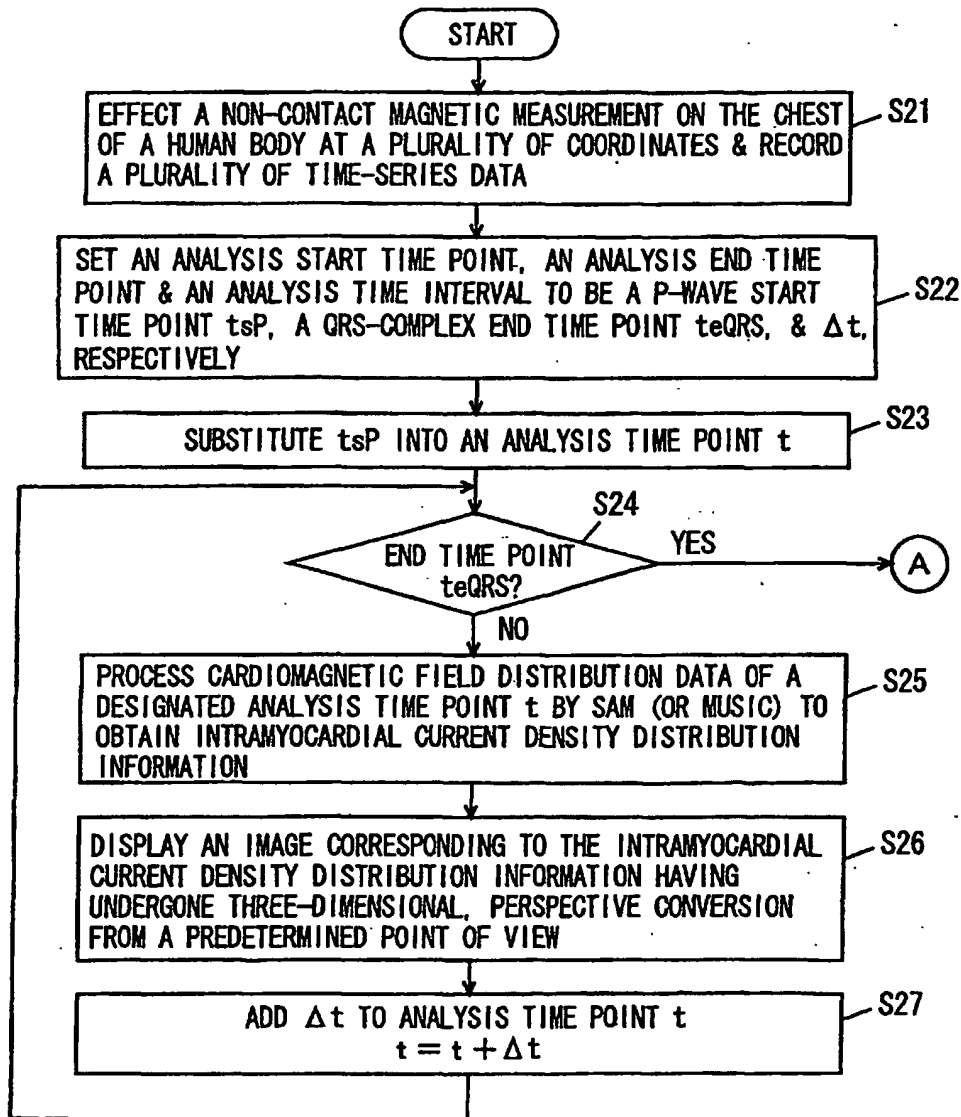 START
EFFECT A NON-CONTACT MAGNETIC MEASUREMENT ON THE CHEST
OF A HUMAN BODY AT A PLURALITY OF COORDINATES & RECORD
A PLURALITY OF TIME-SERIES DATA
S21
SET AN ANALYSIS START TIME POINT, AN ANALYSIS END TIME
POINT & AN ANALYSIS TIME INTERVAL TO BE A P-WAVE START
TIME POINT tsP, A QRS-COMPLEX END TIME POINT teQRS, & Δt,
RESPECTIVELY
S22
SUBSTITUTE tsP INTO AN ANALYSIS TIME POINT t
S23
S24
END TIME POINT
teQRS?
YES
A
NO
PROCESS CARDIOMAGNETIC FIELD DISTRIBUTION DATA OF A
DESIGNATED ANALYSIS TIME POINT t BY SAM (OR MUSIC) TO
OBTAIN INTRAMYOCARDIAL CURRENT DENSITY DISTRIBUTION
INFORMATION
S25
DISPLAY AN IMAGE CORRESPONDING TO THE INTRAMYOCARDIAL
CURRENT DENSITY DISTRIBUTION INFORMATION HAVING
UNDERGONE THREE-DIMENSIONAL, PERSPECTIVE CONVERSION
FROM A PREDETERMINED POINT OF VIEW
S26
ADD Δt TO ANALYSIS TIME POINT t
t = t + Δt
S27